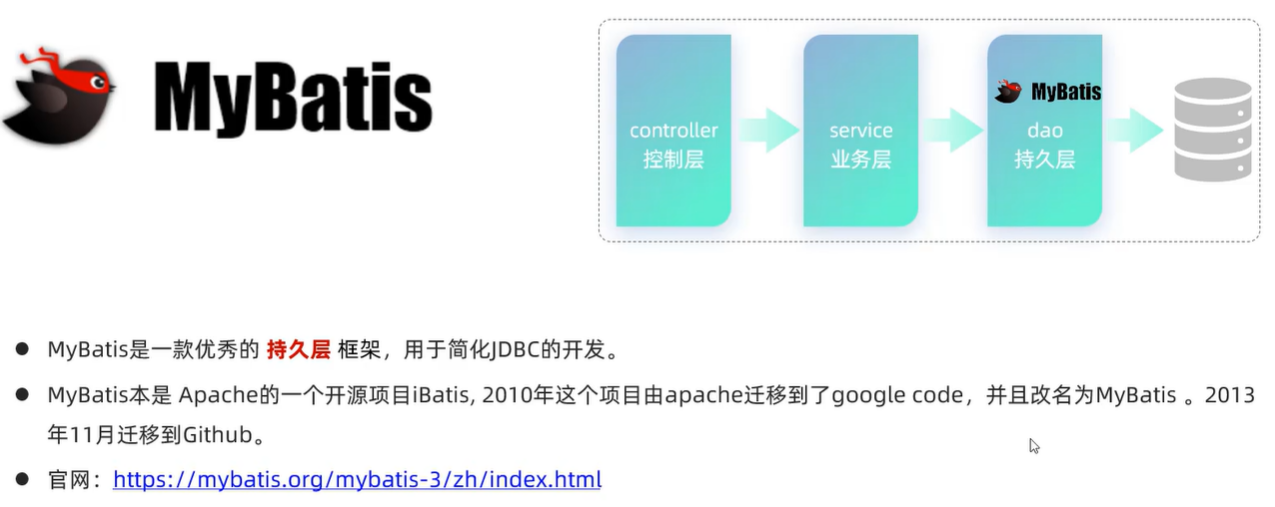 MyBatis
controller
控制层
service
业务层
MyBatis
dao
持久层
MyBatis是一款优秀的 持久层 框架，用于简化JDBC的开发。
MyBatis本是 Apache的一个开源项目iBatis, 2010年这个项目由apache迁移到了google code，并且改名为MyBatis 。2013
年11月迁移到Github。
官网：https://mybatis.org/mybatis-3/zh/index.html